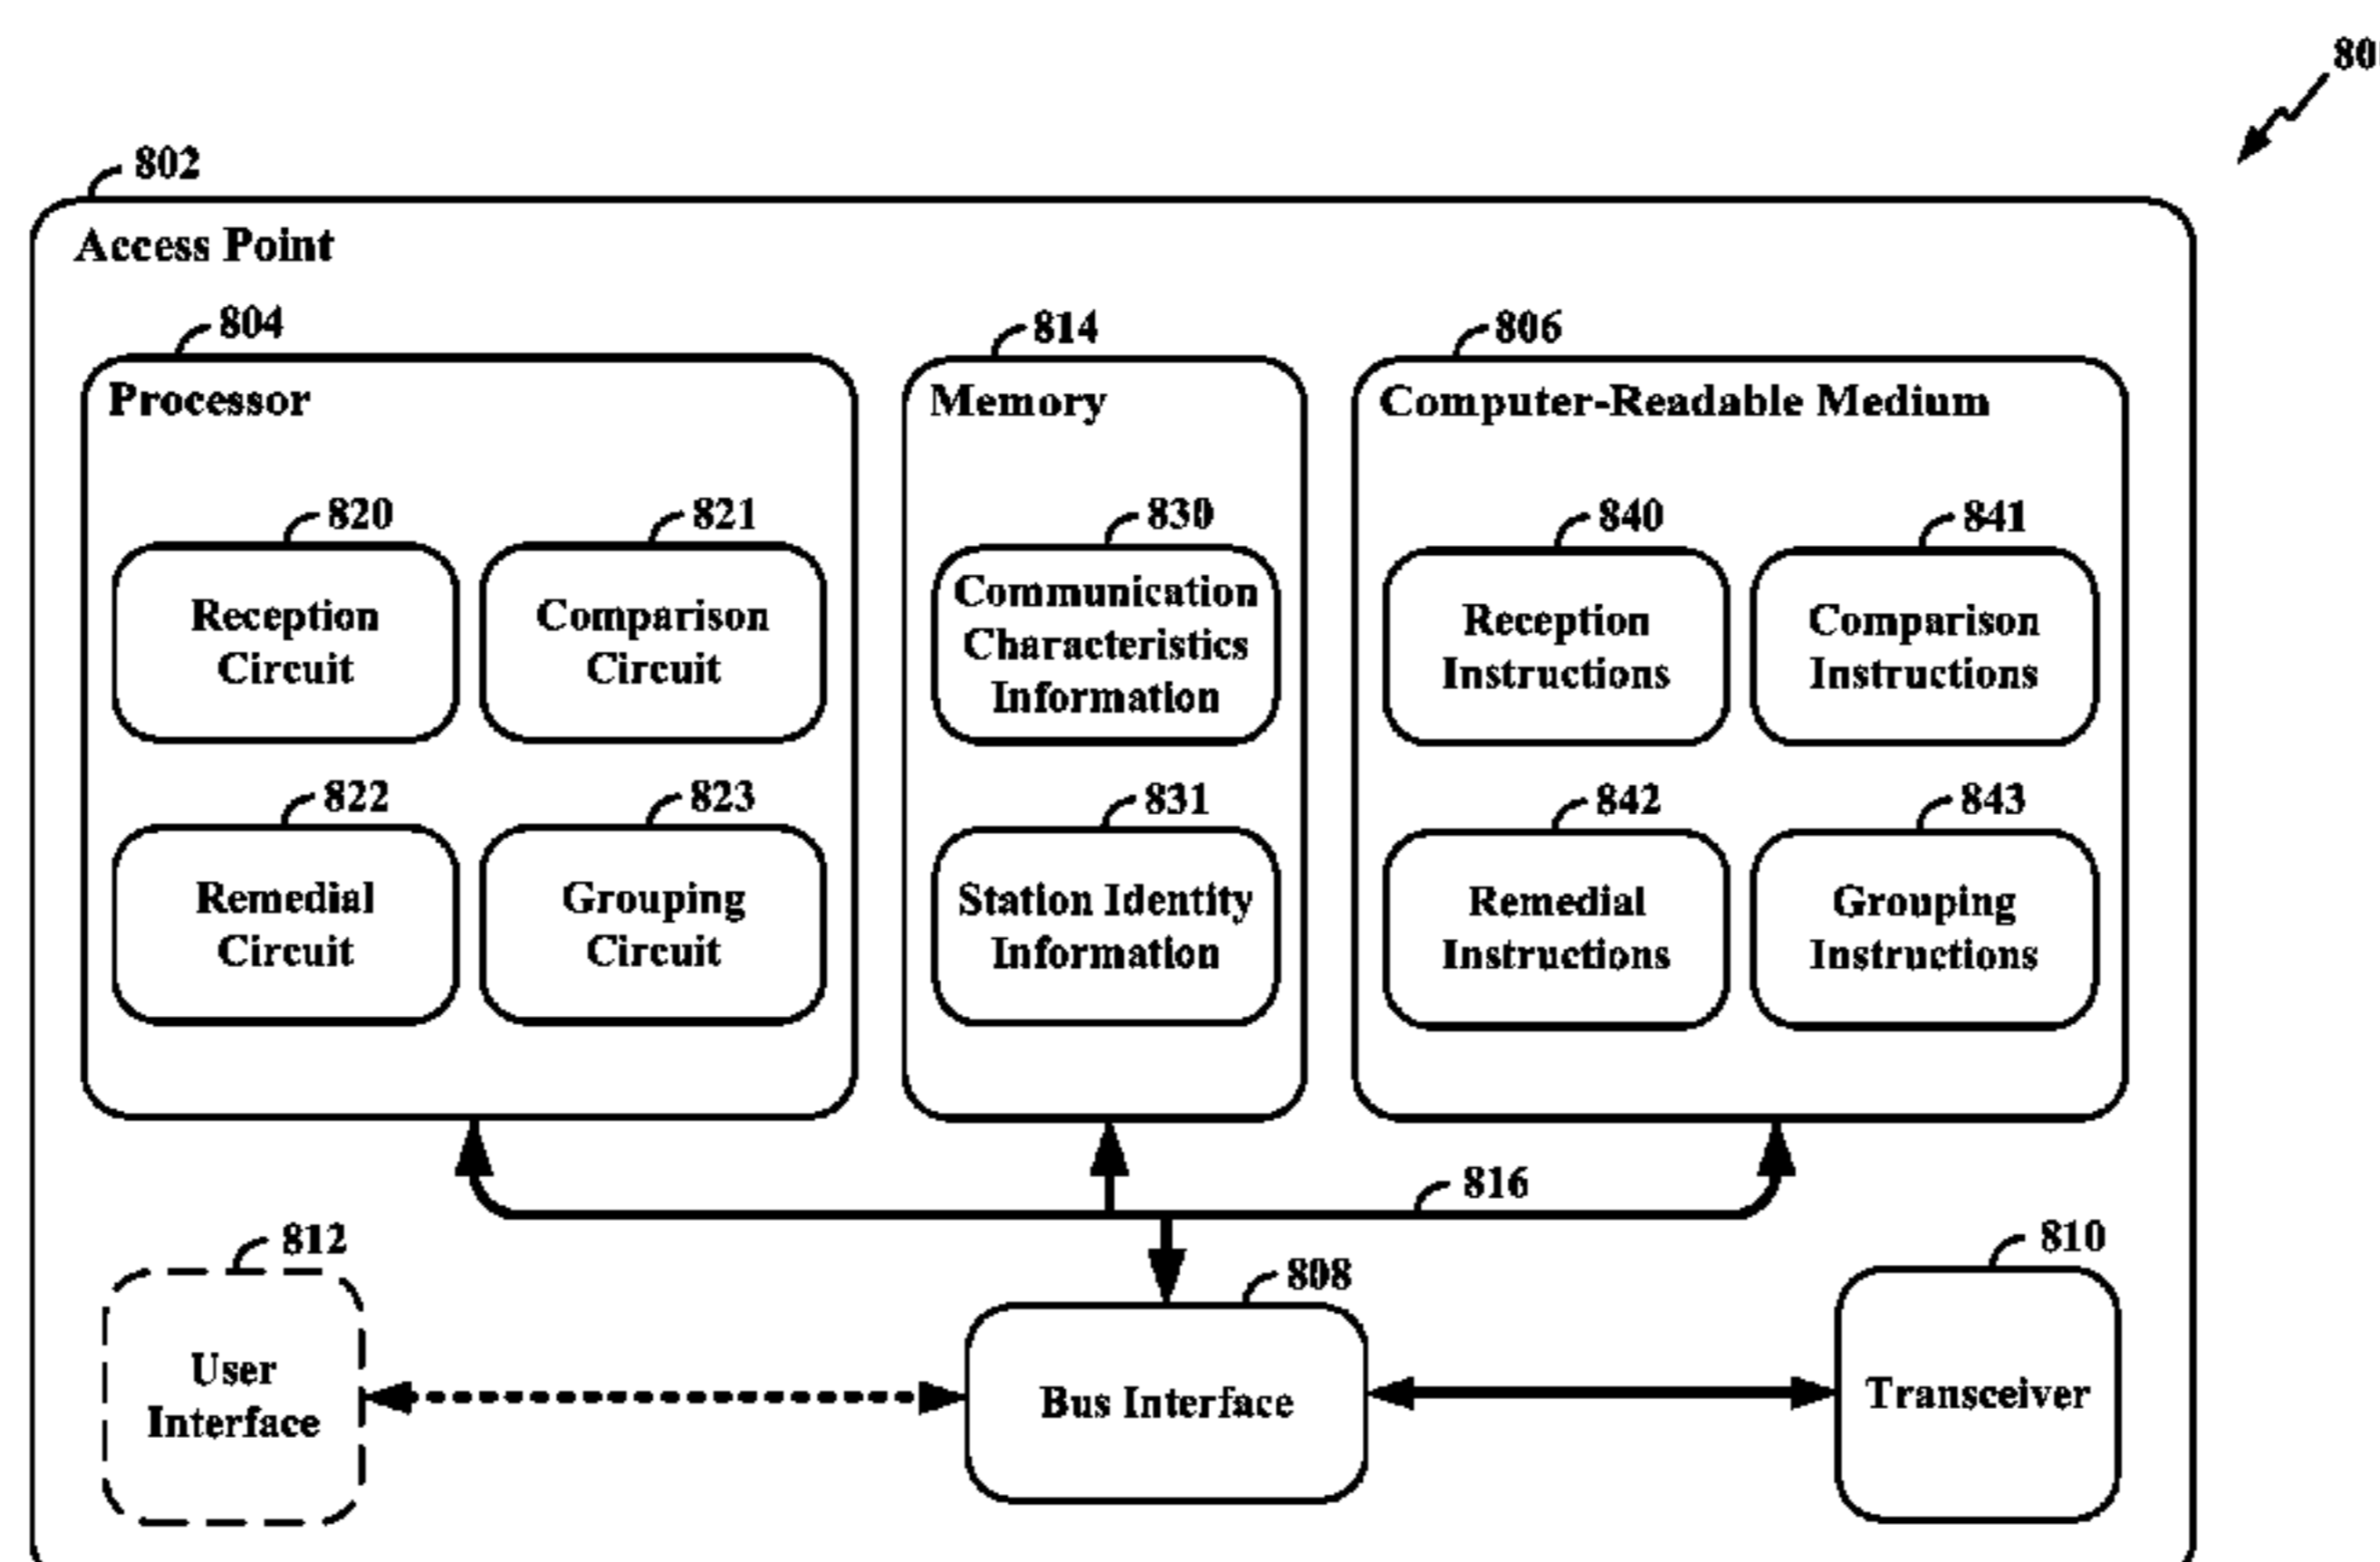 80
802
Access Point
804
814
806
Processor
Memory
Computer-Readable Medium
820
821
830
840
841
Reception
Circuit
Comparison
Circuit
Communication
Characteristics
Information
Reception
Instructions
Comparison
Instructions
822
823
831
842
843
Remedial
Circuit
Grouping
Circuit
Station Identity
Information
Remedial
Instructions
Grouping
Instructions
816
812
808
810
User
Interface
Bus Interface
Transceiver